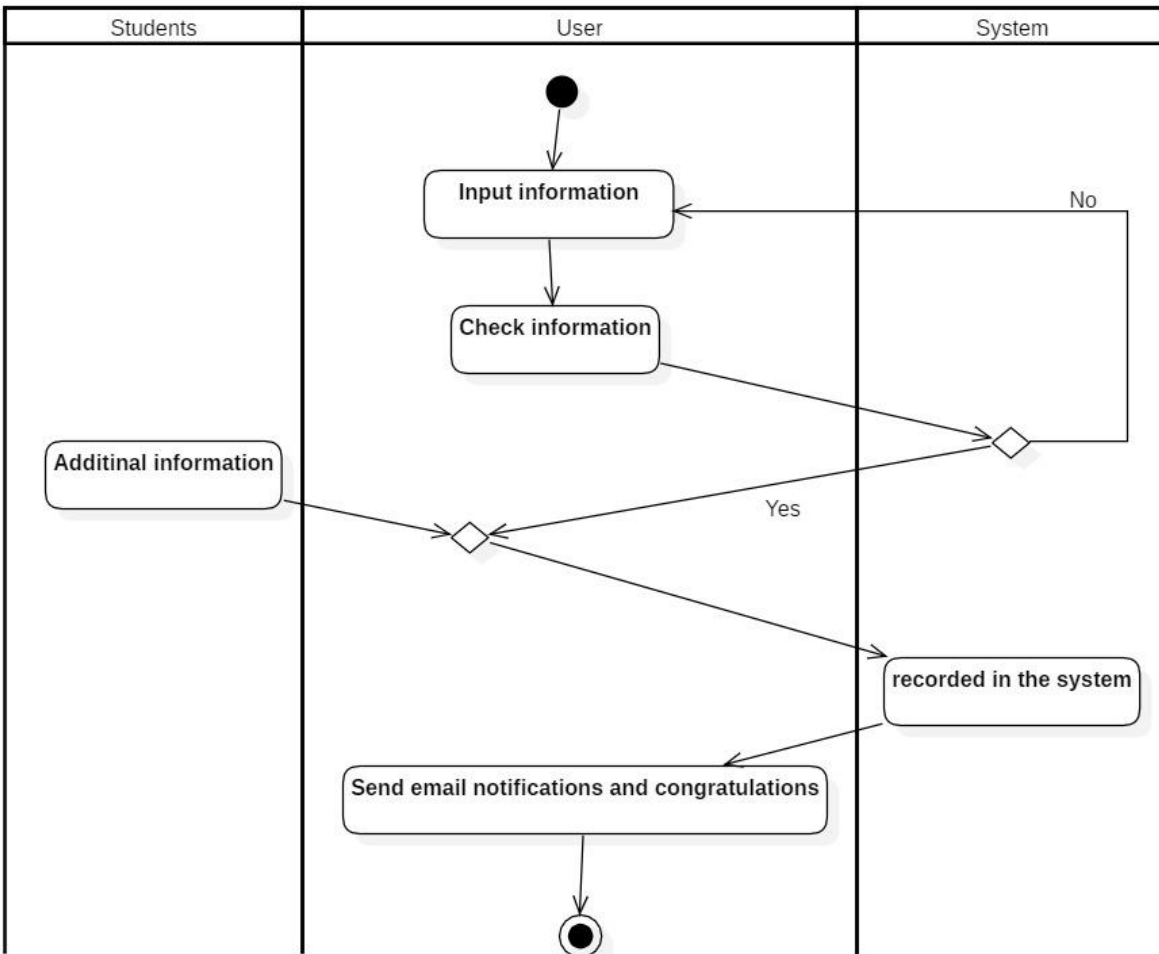 Students
User
System
Input information
No
Check information
Additinal information
Yes
recorded in the system
Send email notifications and congratulations